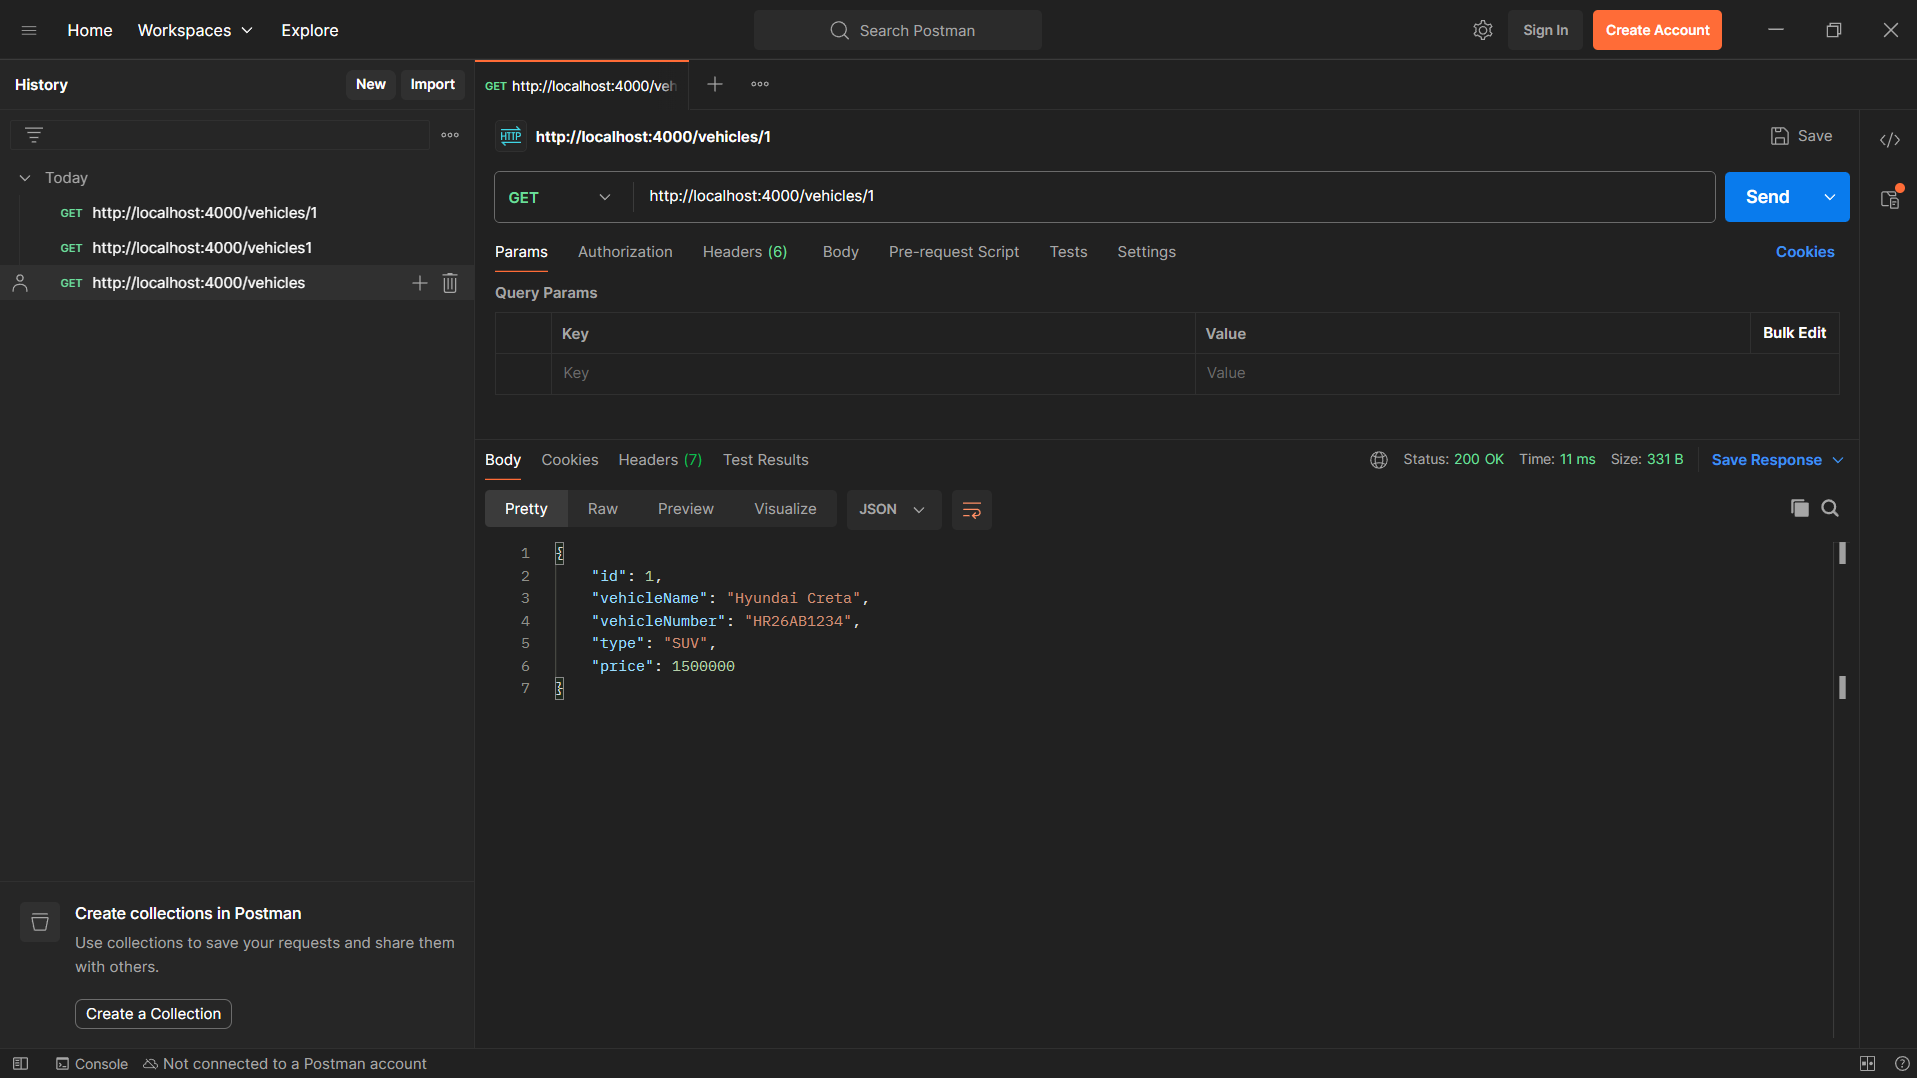 Home Workspaces Explore Search Postman Sign In Create Account
History New Import
GET http://localhost:4000/veh
Today
GET http://localhost:4000/vehicles/1
GET http://localhost:4000/vehicles1
GET http://localhost:4000/vehicles
HTTP http://localhost:4000/vehicles/1 Save
GET http://localhost:4000/vehicles/1 Send
Params Authorization Headers (6) Body Pre-request Script Tests Settings Cookies
Query Params
Key Value Bulk Edit
Key Value
Body Cookies Headers (7) Test Results Status: 200 OK Time: 11 ms Size: 331 B Save Response
Pretty Raw Preview Visualize JSON
1 {
2 "id": 1,
3 "vehicleName": "Hyundai Creta",
4 "vehicleNumber": "HR26AB1234",
5 "type": "SUV",
6 "price": 1500000
7 }
Create collections in Postman
Use collections to save your requests and share them
with others.
Create a Collection
Console Not connected to a Postman account